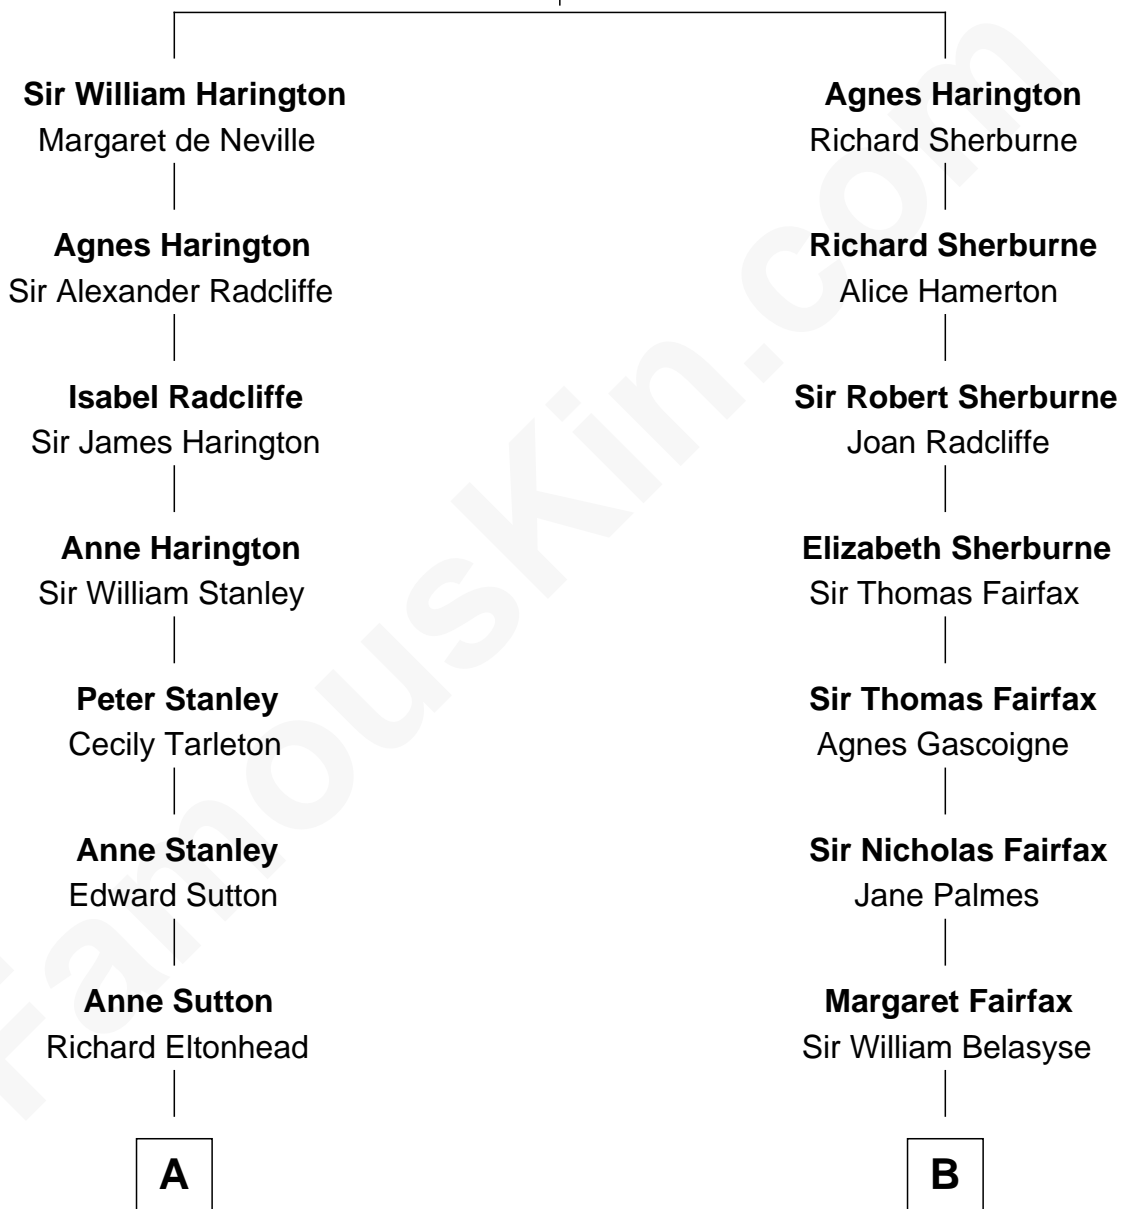 Sir William Harington
Margaret de Neville
Agnes Harington
Sir Alexander Radcliffe
Isabel Radcliffe
Sir James Harington
Anne Harington
Sir William Stanley
Peter Stanley
Cecily Tarleton
Anne Stanley
Edward Sutton
Anne Sutton
Richard Eltonhead
A
Agnes Harington
Richard Sherburne
Richard Sherburne
Alice Hamerton
Sir Robert Sherburne
Joan Radcliffe
Elizabeth Sherburne
Sir Thomas Fairfax
Sir Thomas Fairfax
Agnes Gascoigne
Sir Nicholas Fairfax
Jane Palmes
Margaret Fairfax
Sir William Belasyse
B
FamousKin.com